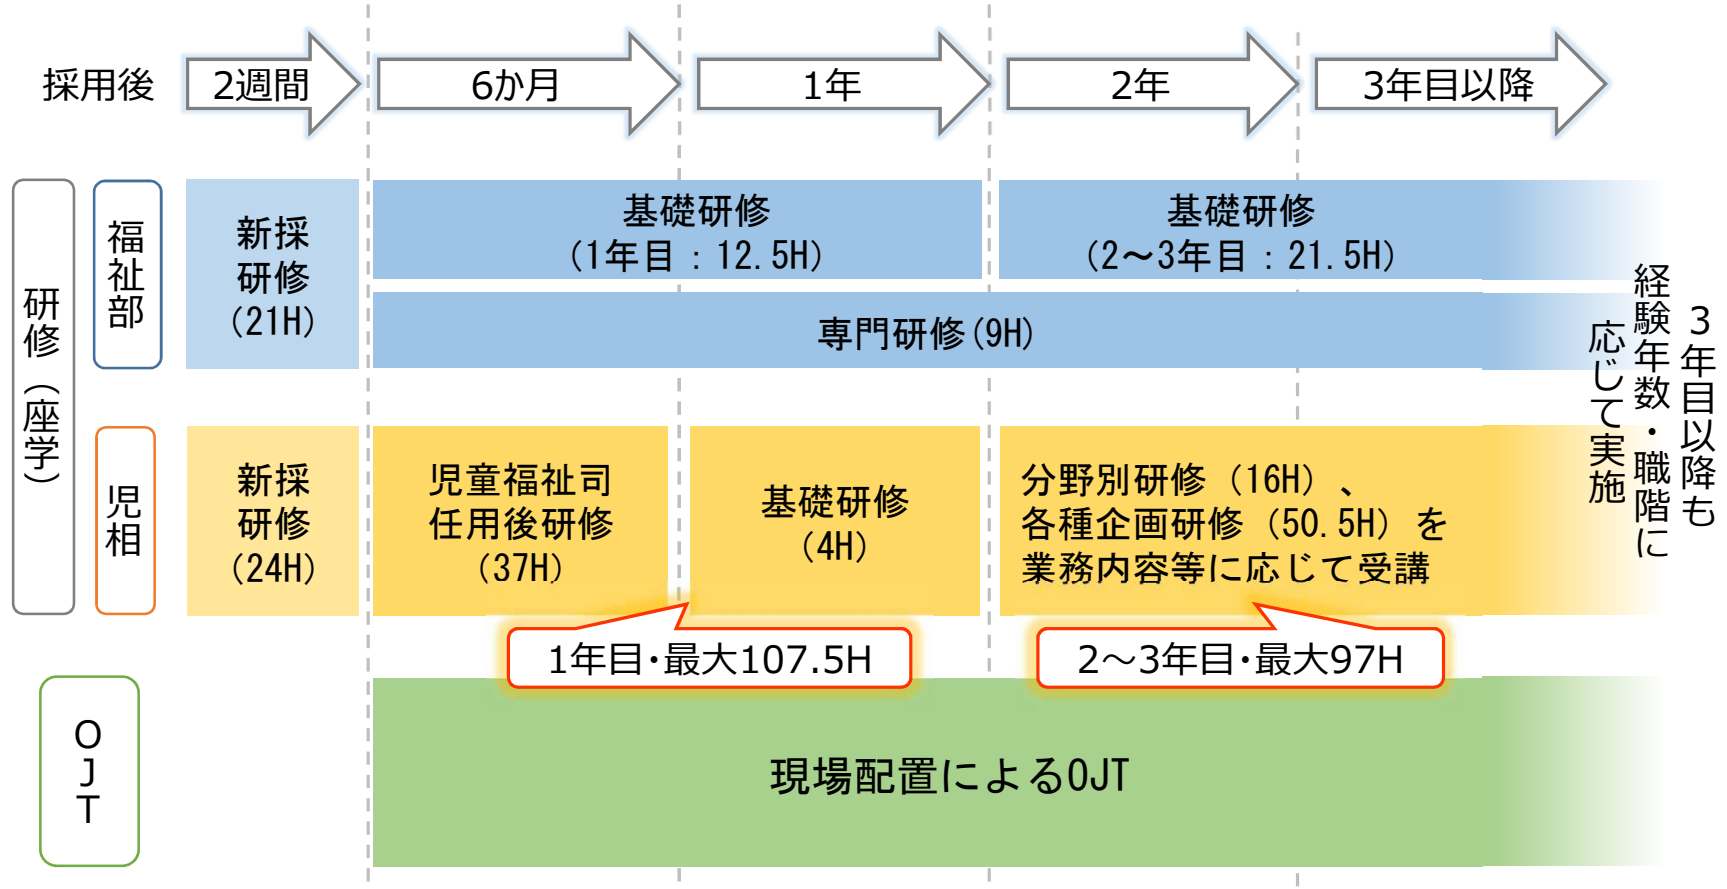 採用後
2週間
6か月
1年
2年
3年目以降
研修（座学）
福祉部
新採
研修
(21H)
基礎研修
(1年目：12.5H)
基礎研修
(2～3年目：21.5H)
専門研修(9H)
児相
新採
研修
(24H)
児童福祉司
任用後研修
(37H)
基礎研修
(4H)
分野別研修（16H）、
各種企画研修（50.5H）を
業務内容等に応じて受講
1年目･最大107.5H
2～3年目･最大97H
3年目以降も
経験年数・職階に
応じて実施
OJT
現場配置によるOJT